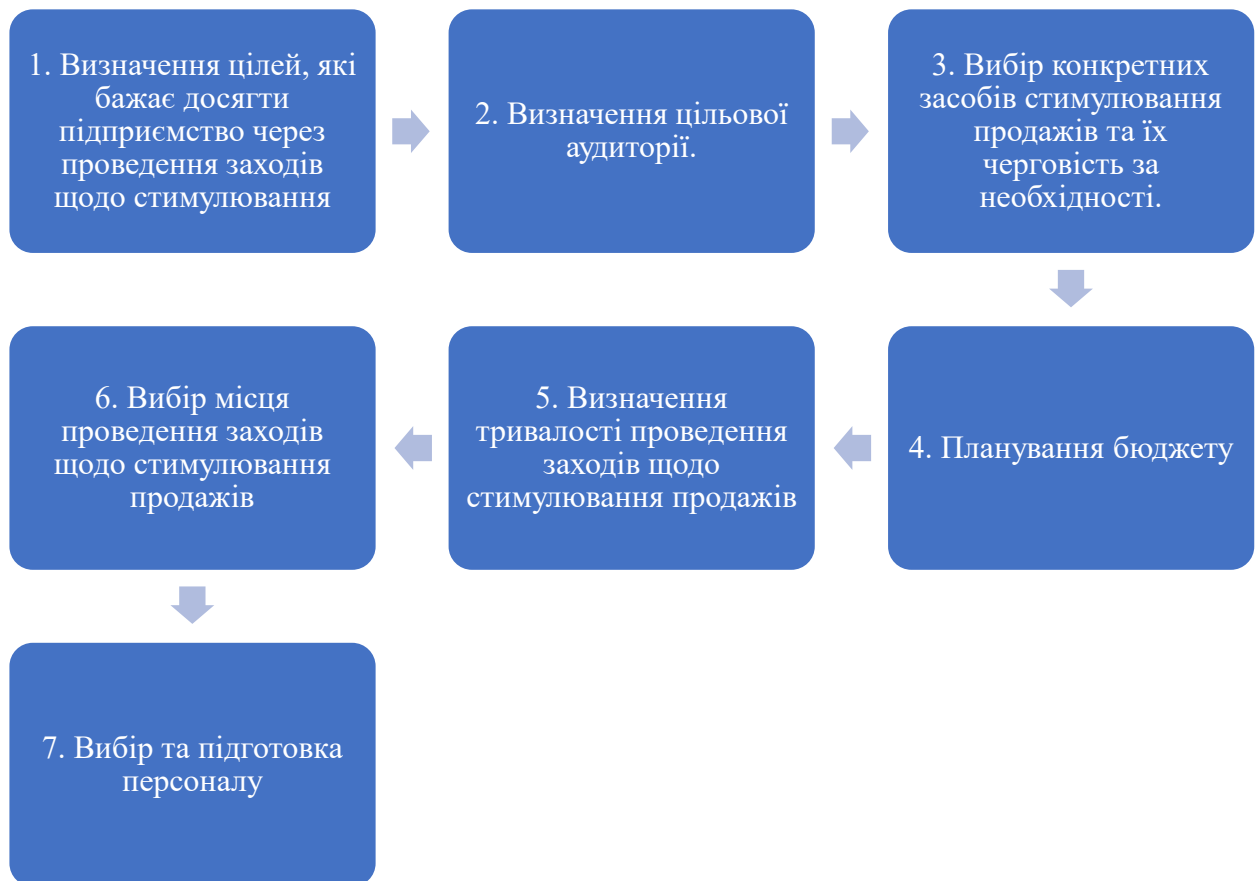 1. Визначення цілей, які
бажає досягти
підприємство через
проведення заходів
щодо стимулювання
2. Визначення цільової
аудиторії.
3. Вибір конкретних
засобів стимулювання
продажів та їх
черговість за
необхідності.
4. Планування бюджету
5. Визначення
тривалості проведення
заходів щодо
стимулювання продажів
6. Вибір місця
проведення заходів
щодо стимулювання
продажів
7. Вибір та підготовка
персоналу